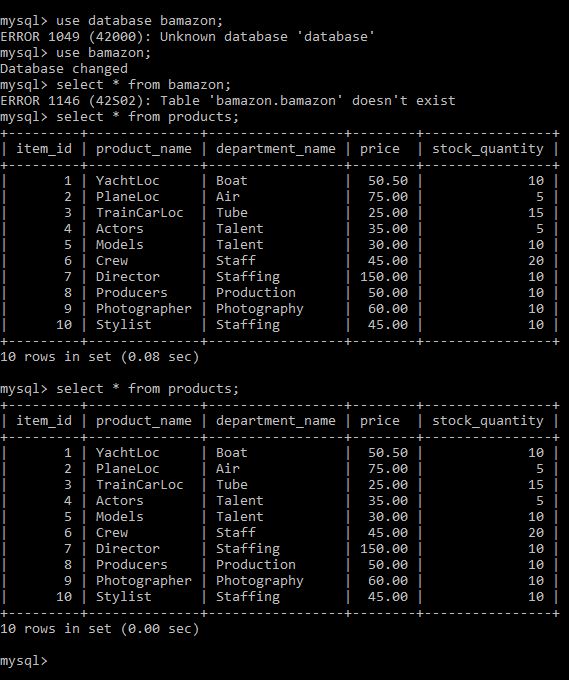 mysql> use database bamazon;
ERROR 1049 (42000): Unknown database 'database'
mysql> use bamazon;
Database changed
mysql> select * from bamazon;
ERROR 1146 (42S02): Table 'bamazon.bamazon' doesn't exist
mysql> select * from products;
+---------+--------------+-----------------+--------+----------------+
| item_id | product_name | department_name | price  | stock_quantity |
+---------+--------------+-----------------+--------+----------------+
|       1 | YachtLoc     | Boat            |  50.50 |             10 |
|       2 | PlaneLoc     | Air             |  75.00 |              5 |
|       3 | TrainCarLoc  | Tube            |  25.00 |             15 |
|       4 | Actors       | Talent          |  35.00 |              5 |
|       5 | Models       | Talent          |  30.00 |             10 |
|       6 | Crew         | Staff           |  45.00 |             20 |
|       7 | Director     | Staffing        | 150.00 |             10 |
|       8 | Producers    | Production      |  50.00 |             10 |
|       9 | Photographer | Photography     |  60.00 |             10 |
|      10 | Stylist      | Staffing        |  45.00 |             10 |
+---------+--------------+-----------------+--------+----------------+
10 rows in set (0.08 sec)
mysql> select * from products;
+---------+--------------+-----------------+--------+----------------+
| item_id | product_name | department_name | price  | stock_quantity |
+---------+--------------+-----------------+--------+----------------+
|       1 | YachtLoc     | Boat            |  50.50 |             10 |
|       2 | PlaneLoc     | Air             |  75.00 |              5 |
|       3 | TrainCarLoc  | Tube            |  25.00 |             15 |
|       4 | Actors       | Talent          |  35.00 |              5 |
|       5 | Models       | Talent          |  30.00 |             10 |
|       6 | Crew         | Staff           |  45.00 |             20 |
|       7 | Director     | Staffing        | 150.00 |             10 |
|       8 | Producers    | Production      |  50.00 |             10 |
|       9 | Photographer | Photography     |  60.00 |             10 |
|      10 | Stylist      | Staffing        |  45.00 |             10 |
+---------+--------------+-----------------+--------+----------------+
10 rows in set (0.00 sec)
mysql>